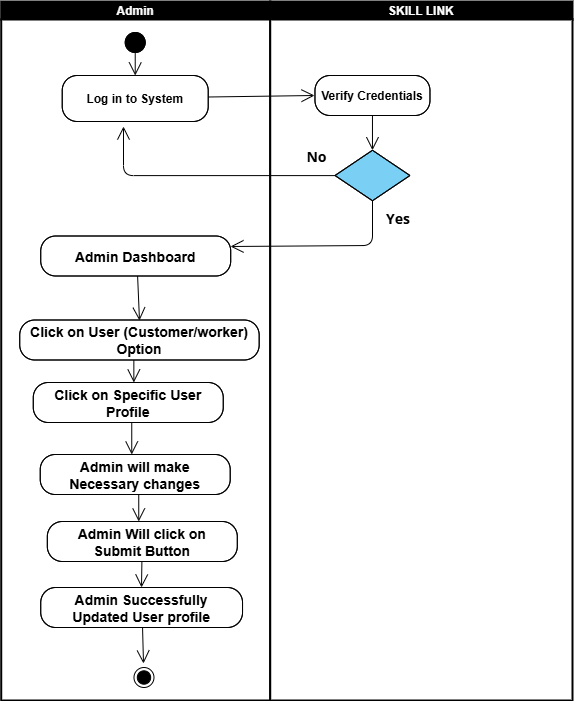 Admin
SKILL LINK
Log in to System
Verify Credentials
No
Yes
Admin Dashboard
Click on User (Customer/worker)
Option
Click on Specific User
Profile
Admin will make
Necessary changes
Admin Will click on
Submit Button
Admin Successfully
Updated User profile